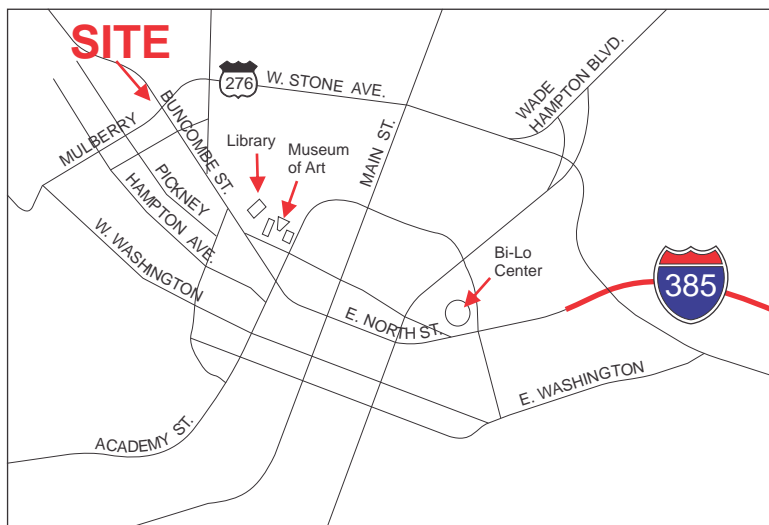 SITE
276
W. STONE AVE.
WADE
HAMPTON BLVD.
MULBERRY
BUNCOMBE ST.
Library
Museum
of Art
MAIN ST.
PICKNEY
HAMPTON AVE.
W. WASHINGTON
Bi-Lo
Center
385
E. NORTH ST.
E. WASHINGTON
ACADEMY ST.